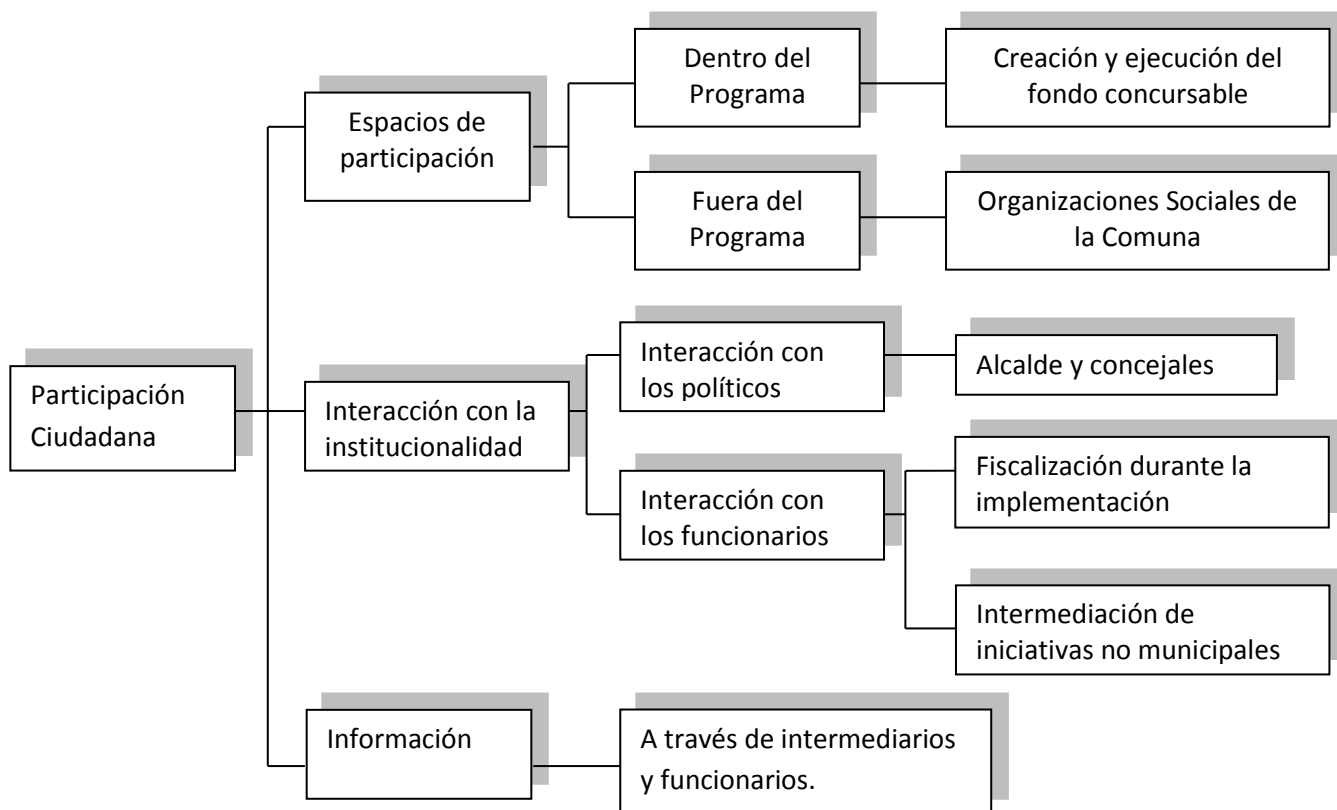 Dentro del
Programa
Creación y ejecución del
fondo concursable
Espacios de
participación
Fuera del
Programa
Organizaciones Sociales de
la Comuna
Participación
Ciudadana
Interacción con la
institucionalidad
Interacción con
los políticos
Alcalde y concejales
Interacción con
los funcionarios
Fiscalización durante la
implementación
Intermediación de
iniciativas no municipales
Información
A través de intermediarios
y funcionarios.